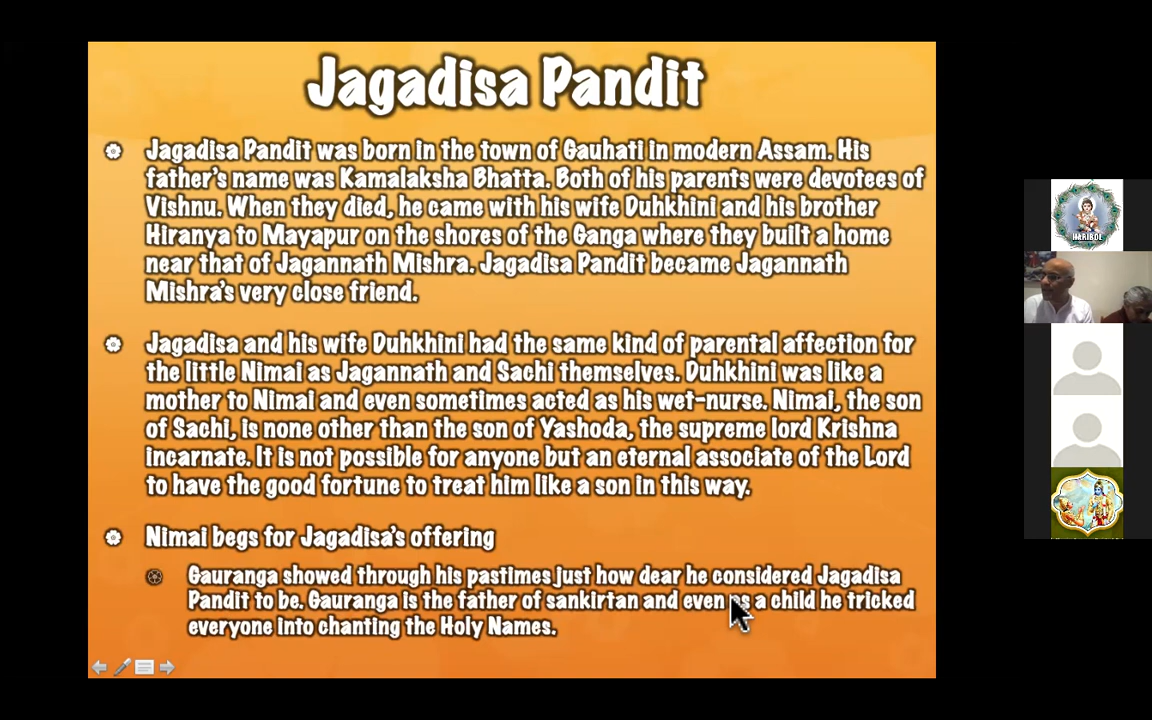 Jagadisa Pandit
Jagadisa Pandit was born in the town of Gauhati in modern Assam. His
father's name was Kamalaksha Bhatta. Both of his parents were devotees of
Vishnu. When they died, he came with his wife Duhkhini and his brother
Hiranya to Mayapur on the shores of the Ganga where they built a home
near that of Jagannath Mishra. Jagadisa Pandit became Jagannath
Mishra's very close friend.
Jagadisa and his wife Duhkhini had the same kind of parental affection for
the little Nimai as Jagannath and Sachi themselves. Duhkhini was like a
mother to Nimai and even sometimes acted as his wet-nurse. Nimai, the son
of Sachi, is none other than the son of Yashoda, the supreme lord Krishna
incarnate. It is not possible for anyone but an eternal associate of the Lord
to have the good fortune to treat him like a son in this way.
Nimai begs for Jagadisa's offering
Gauranga showed through his pastimes just how dear he considered Jagadisa
Pandit to be. Gauranga is the father of sankirtan and even as a child he tricked
everyone into chanting the Holy Names.
HARIBOL